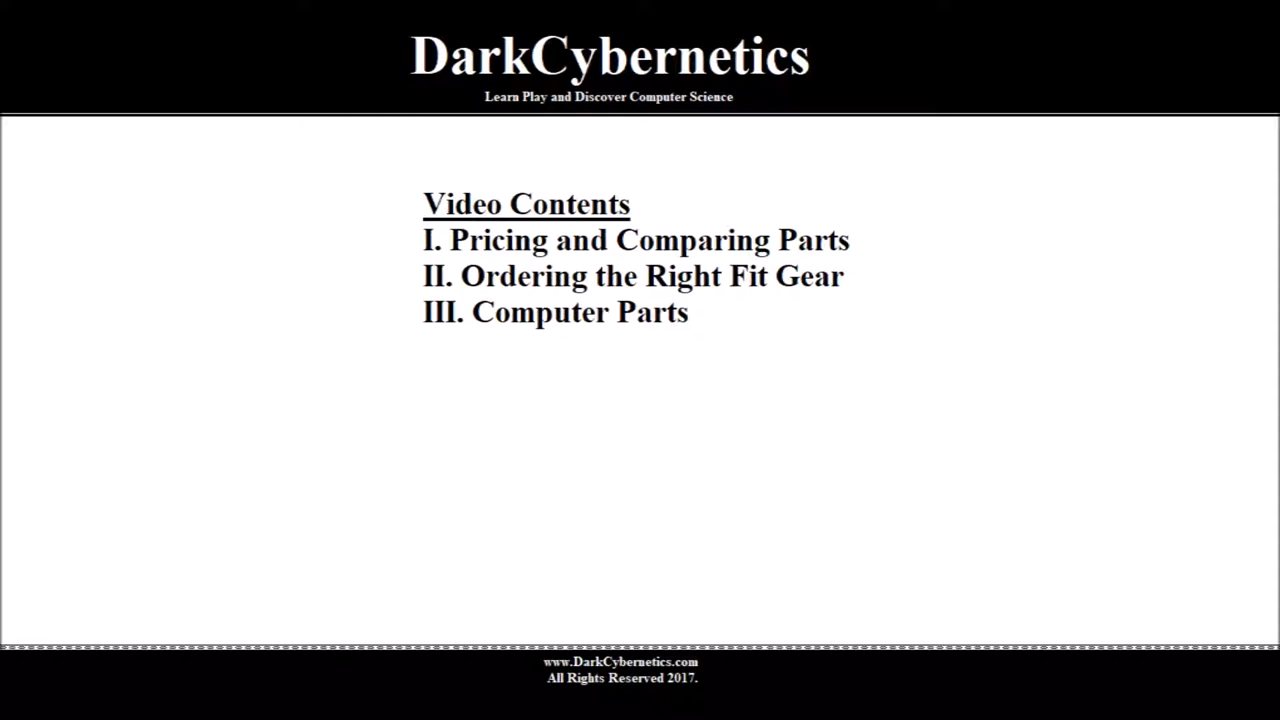 DarkCybernetics
Learn Play and Discover Computer Science
Video Contents
I. Pricing and Comparing Parts
II. Ordering the Right Fit Gear
III. Computer Parts
www.DarkCybernetics.com
All Rights Reserved 2017.